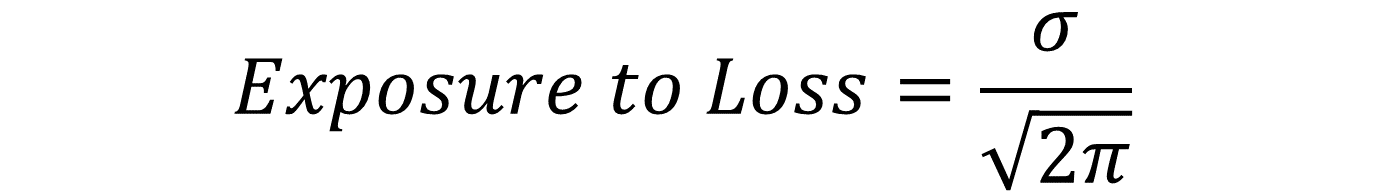 Exposure to Loss = σ / √2π